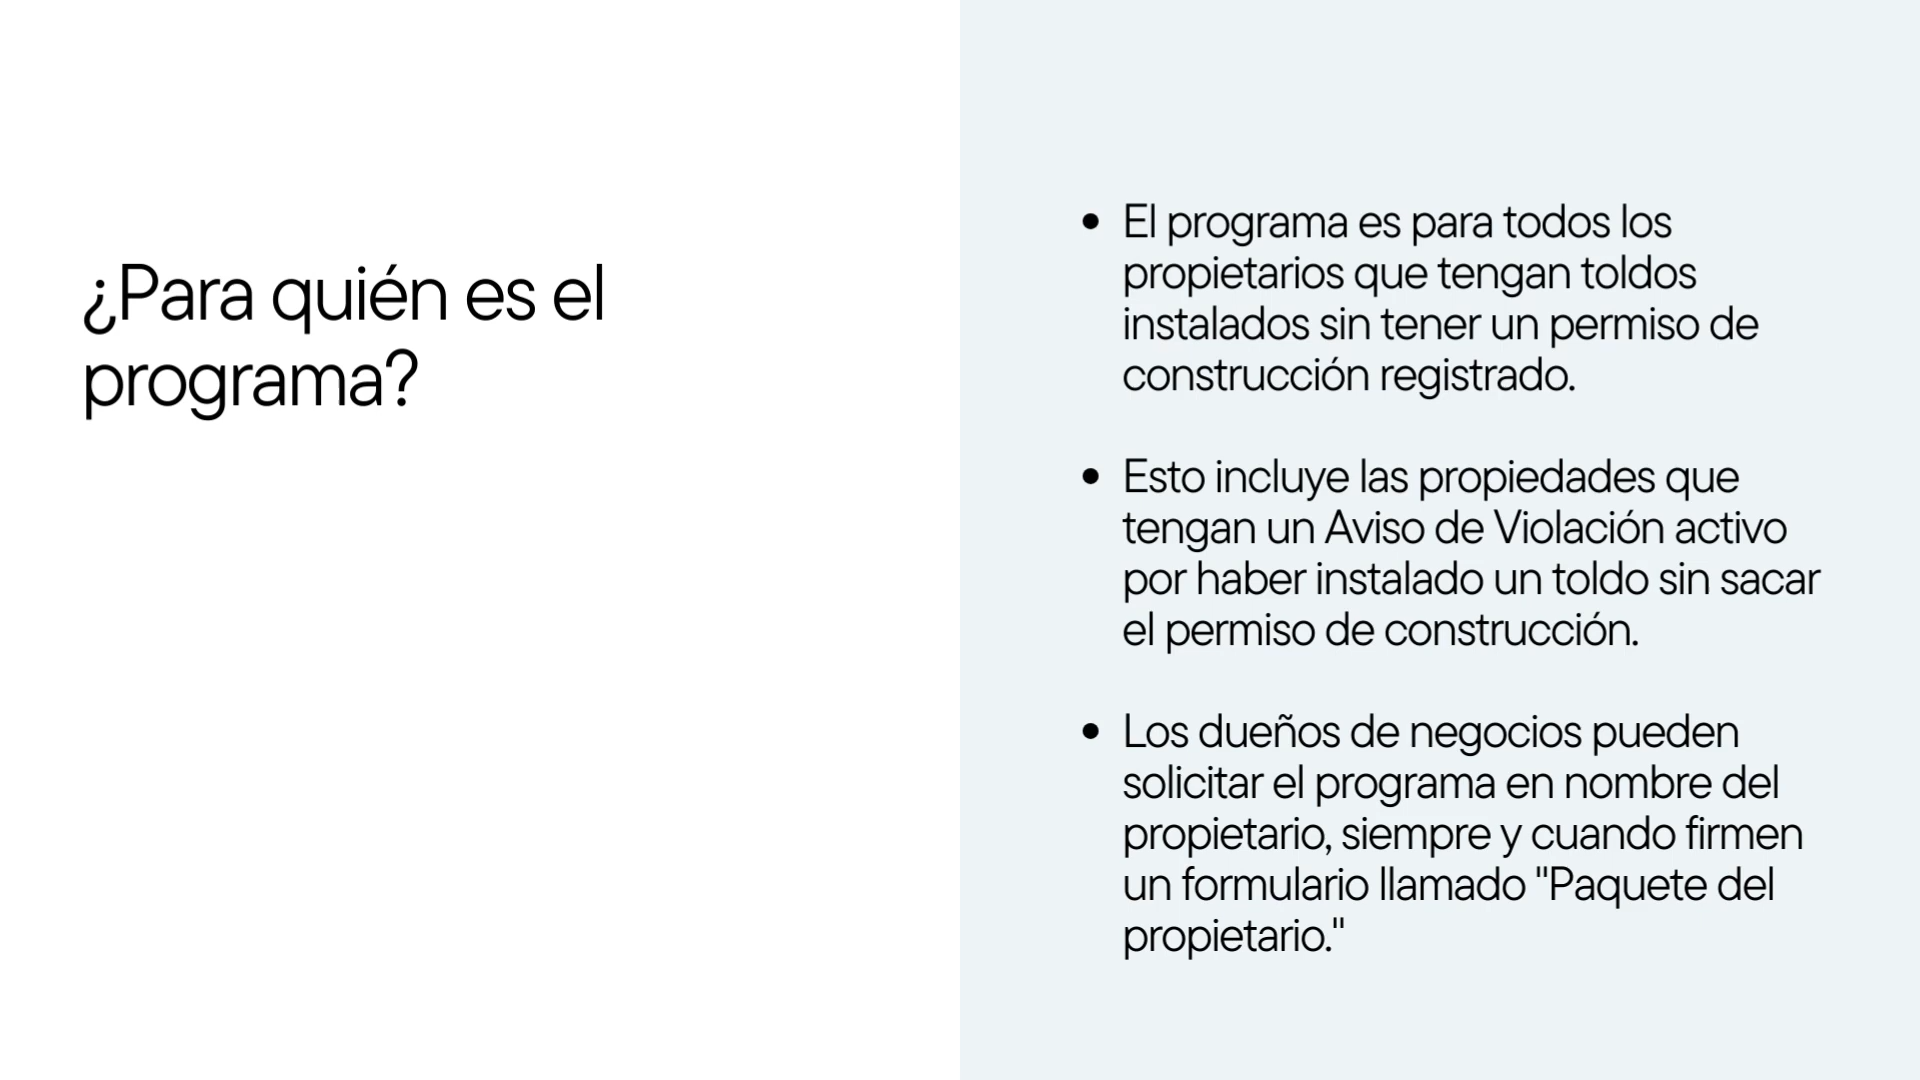 ¿Para quién es el
programa?
• El programa es para todos los
propietarios que tengan toldos
instalados sin tener un permiso de
construcción registrado.
• Esto incluye las propiedades que
tengan un Aviso de Violación activo
por haber instalado un toldo sin sacar
el permiso de construcción.
• Los dueños de negocios pueden
solicitar el programa en nombre del
propietario, siempre y cuando firmen
un formulario llamado "Paquete del
propietario."